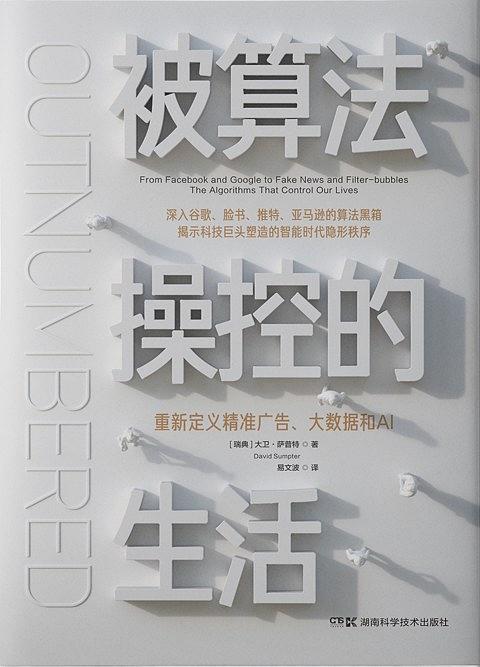 被算法
From Facebook and Google to Fake News and Filter-bubbles
The Algorithms That Control Our Lives
深入谷歌、脸书、推特、亚马逊的算法黑箱
揭示科技巨头塑造的智能时代隐形秩序
操控的
重新定义精准广告、大数据和AI
[瑞典]大卫·萨普特 ◎ 著
David Sumpter
易文波 ◎ 译
生活
OUTNUMBERED
湖南科学技术出版社